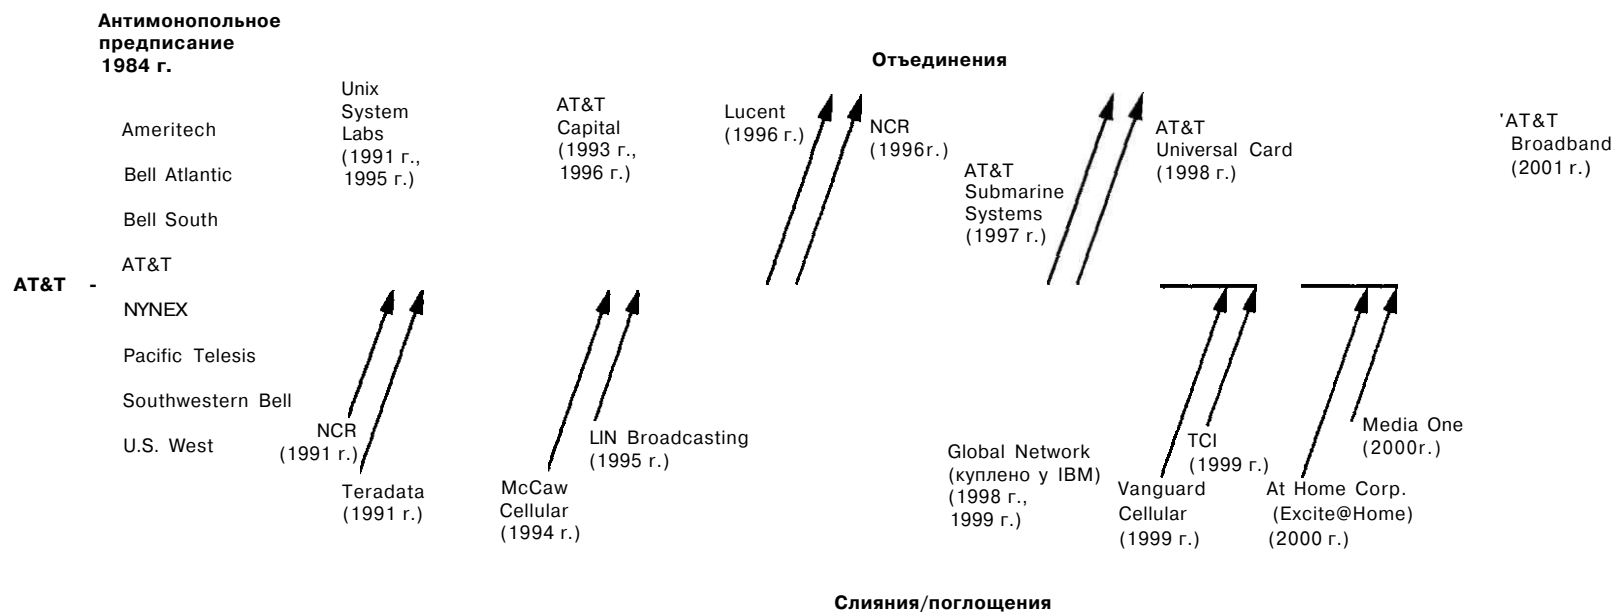 Антимонопольное
предписание
1984 г.
Отъединения
Ameritech
Bell Atlantic
Bell South
AT&T
AT&T -
NYNEX
Pacific Telesis
Southwestern Bell
U.S. West
Unix
System
Labs
(1991 г.,
1995 г.)
AT&T
Capital
(1993 г.,
1996 г.)
Lucent
(1996 г.)
NCR
(1996г.)
AT&T
Submarine
Systems
(1997 г.)
AT&T
Universal Card
(1998 г.)
'AT&T
Broadband
(2001 г.)
NCR
(1991 г.)
Teradata
(1991 г.)
McCaw
Cellular
(1994 г.)
LIN Broadcasting
(1995 г.)
Global Network
(куплено у IBM)
(1998 г.,
1999 г.)
Vanguard
Cellular
(1999 г.)
TCI
(1999 г.)
At Home Corp.
(Excite@Home)
(2000 г.)
Media One
(2000г.)
Слияния/поглощения